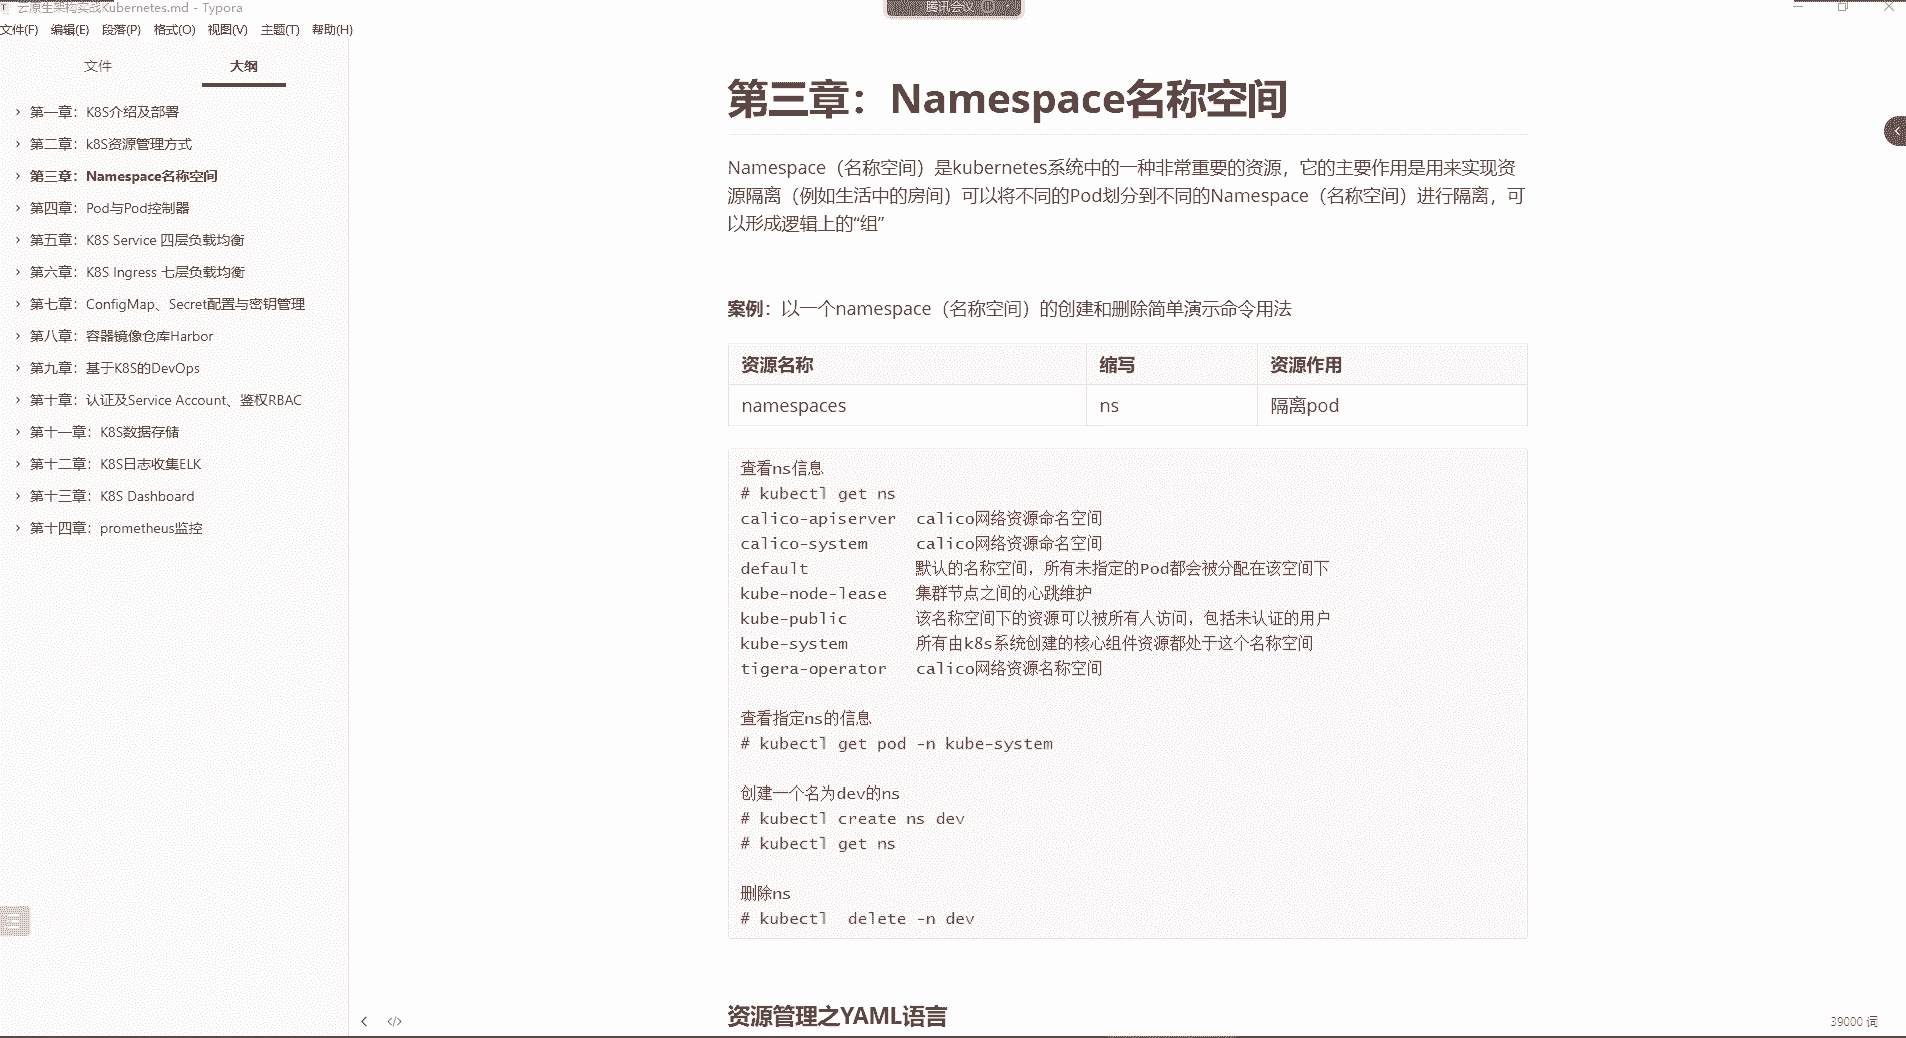 云原生架构实战Kubernetes.md - Typora
腾讯会议
文件(F) 编辑(E) 段落(P) 格式(O) 视图(V) 主题(T) 帮助(H)
文件 大纲
第一章：K8S介绍及部署
第二章：k8S资源管理方式
第三章：Namespace名称空间
第四章：Pod与Pod控制器
第五章：K8S Service 四层负载均衡
第六章：K8S Ingress 七层负载均衡
第七章：ConfigMap、Secret配置与密钥管理
第八章：容器镜像仓库Harbor
第九章：基于K8S的DevOps
第十章：认证及Service Account、鉴权RBAC
第十一章：K8S数据存储
第十二章：K8S日志收集ELK
第十三章：K8S Dashboard
第十四章：prometheus监控
第三章：Namespace名称空间
Namespace（名称空间）是kubernetes系统中的一种非常重要的资源，它的主要作用是用来实现资
源隔离（例如生活中的房间）可以将不同的Pod划分到不同的Namespace（名称空间）进行隔离，可
以形成逻辑上的“组”
案例：以一个namespace（名称空间）的创建和删除简单演示命令用法
资源名称 缩写 资源作用
namespaces ns 隔离pod
查看ns信息
# kubectl get ns
calico-apiserver calico网络资源命名空间
calico-system calico网络资源命名空间
default 默认的名称空间，所有未指定的Pod都会被分配在该空间下
kube-node-lease 集群节点之间的心跳维护
kube-public 该名称空间下的资源可以被所有人访问，包括未认证的用户
kube-system 所有由k8s系统创建的核心组件资源都处于这个名称空间
tigera-operator calico网络资源名称空间
查看指定ns的信息
# kubectl get pod -n kube-system
创建一个名为dev的ns
# kubectl create ns dev
# kubectl get ns
删除ns
# kubectl  delete -n dev
资源管理之YAML语言
39000 词